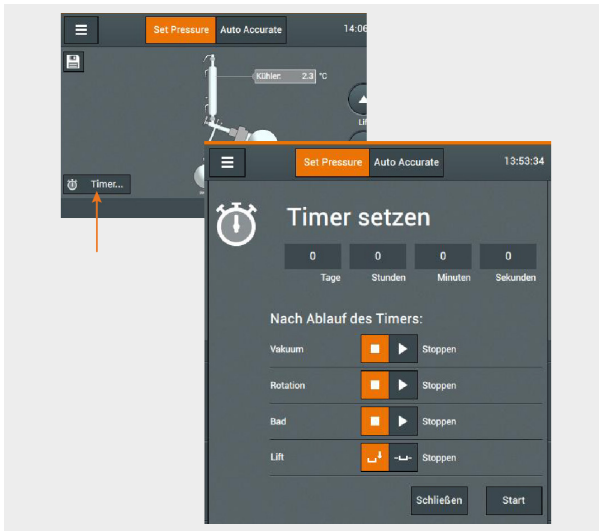 Set Pressure Auto Accurate 14:06
Kühler: 2.3 °C
Timer...
Set Pressure Auto Accurate 13:53:34
Timer setzen
0 0 0 0
Tage Stunden Minuten Sekunden
Nach Ablauf des Timers:
Vakuum Stoppen
Rotation Stoppen
Bad Stoppen
Lift Stoppen
Schließen Start